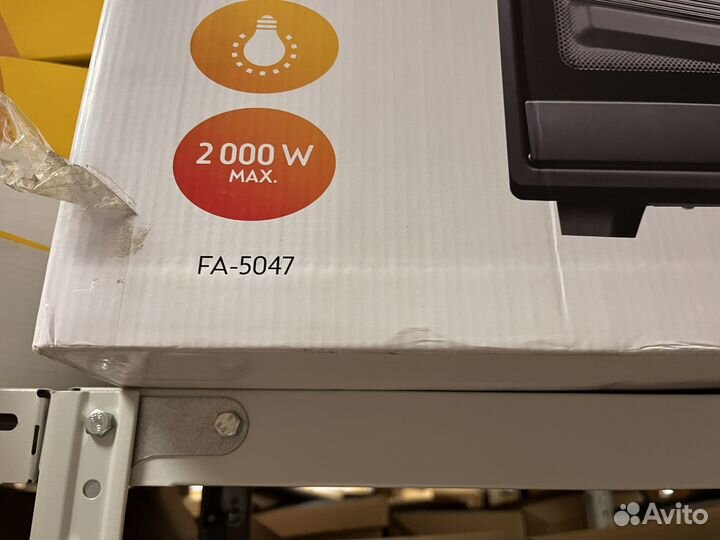 2 000 W
MAX.
FA-5047
Avito